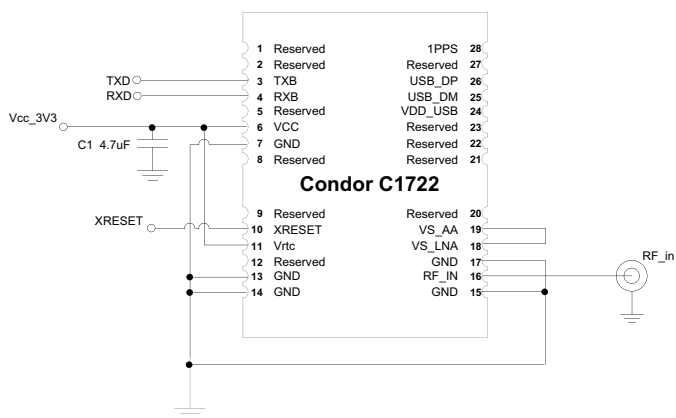 1 Reserved
2 Reserved
TXD 3 TXB
RXD 4 RXB
5 Reserved
Vcc_3V3 6 VCC
C1 4.7uF 7 GND
8 Reserved
1PPS 28
Reserved 27
USB_DP 26
USB_DM 25
VDD_USB 24
Reserved 23
Reserved 22
Reserved 21
Condor C1722
9 Reserved
XRESET 10 XRESET
11 Vrtc
12 Reserved
13 GND
14 GND
Reserved 20
VS_AA 19
VS_LNA 18
GND 17
RF_IN 16
GND 15
RF_in